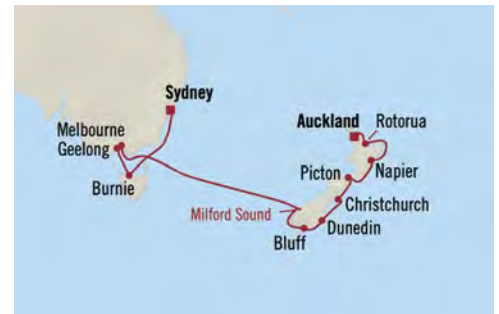 Sydney
Auckland
Rotorua
Melbourne
Geelong
Picton
Napier
Burnie
Christchurch
Milford Sound
Dunedin
Bluff